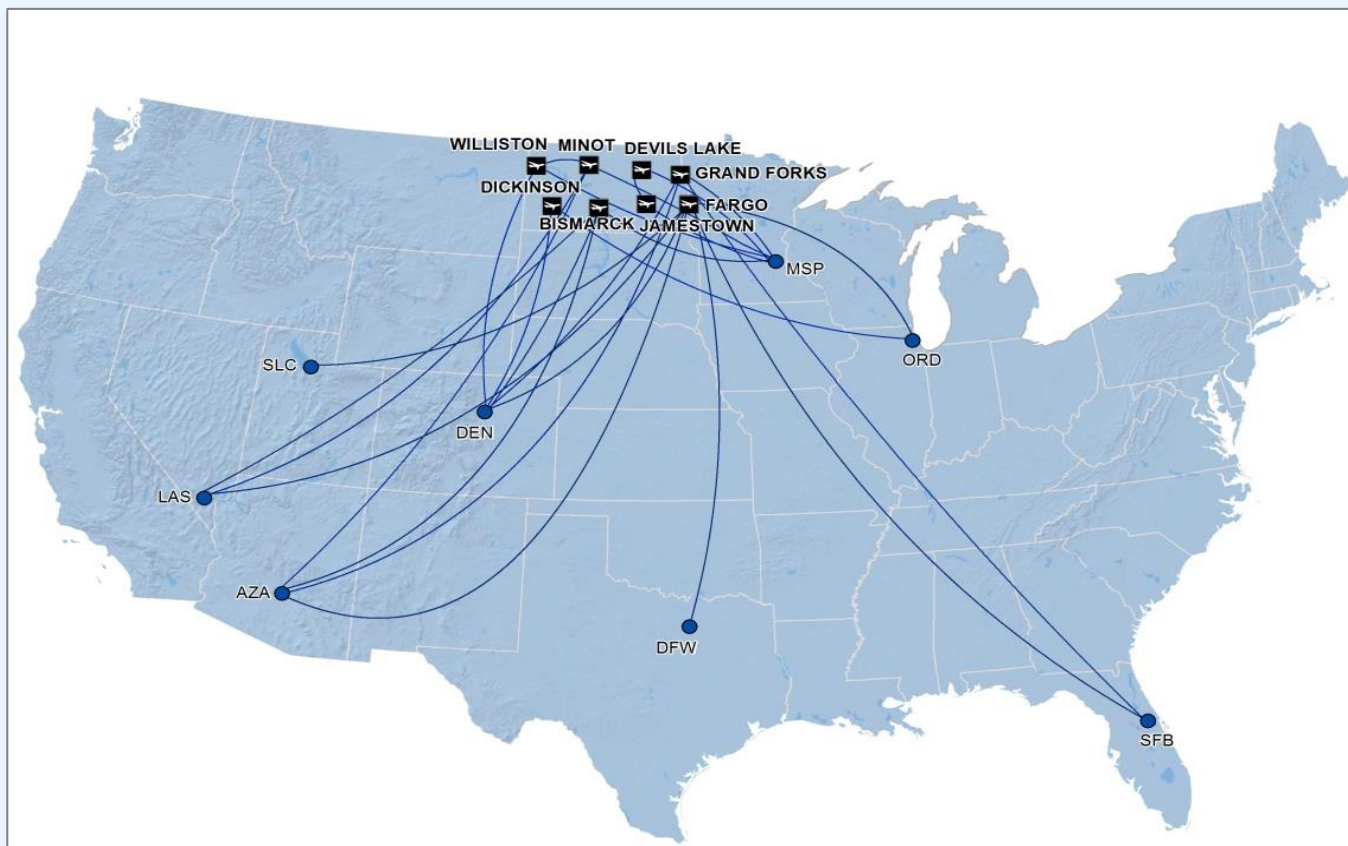 WILLISTON MINOT DEVILS LAKE
DICKINSON GRAND FORKS
FARGO
BISMARCK JAMESTOWN
MSP
ORD
SLC
DEN
LAS
AZA
DFW
SFB